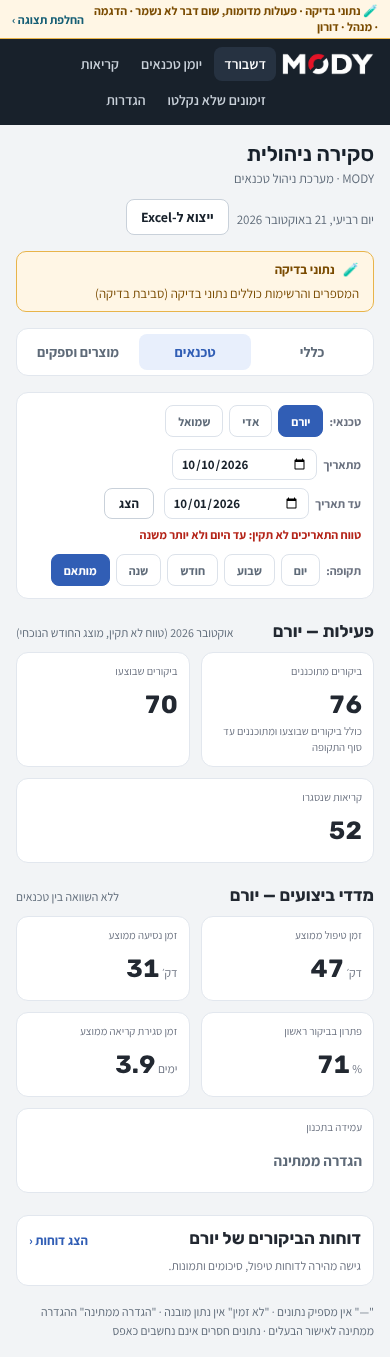 🧪 נתוני בדיקה · פעולות מדומות, שום דבר לא נשמר · הדגמה · מנהל · דורון
החלפת תצוגה ›
MODY
דשבורד
יומן טכנאים
קריאות
זימונים שלא נקלטו
הגדרות
סקירה ניהולית
MODY · מערכת ניהול טכנאים
יום רביעי, 21 באוקטובר 2026
ייצוא ל-Excel
🧪 נתוני בדיקה
המספרים והרשימות כוללים נתוני בדיקה (סביבת בדיקה)
כללי
טכנאים
מוצרים וספקים
טכנאי:
יורם
אדי
שמואל
מתאריך
10/10/2026
עד תאריך
10/01/2026
הצג
טווח התאריכים לא תקין: עד היום ולא יותר משנה
תקופה:
יום
שבוע
חודש
שנה
מותאם
פעילות — יורם
אוקטובר 2026 (טווח לא תקין, מוצג החודש הנוכחי)
ביקורים מתוכננים
76
כולל ביקורים שבוצעו ומתוכננים עד
סוף התקופה
ביקורים שבוצעו
70
קריאות שנסגרו
52
מדדי ביצועים — יורם
ללא השוואה בין טכנאים
זמן טיפול ממוצע
47 דק׳
זמן נסיעה ממוצע
31 דק׳
פתרון בביקור ראשון
71 %
זמן סגירת קריאה ממוצע
3.9 ימים
עמידה בתכנון
הגדרה ממתינה
דוחות הביקורים של יורם
הצג דוחות ›
גישה מהירה לדוחות טיפול, סיכומים ותמונות.
"—" אין מספיק נתונים · "לא זמין" אין נתון מובנה · "הגדרה ממתינה" ההגדרה
ממתינה לאישור הבעלים · נתונים חסרים אינם נחשבים כאפס